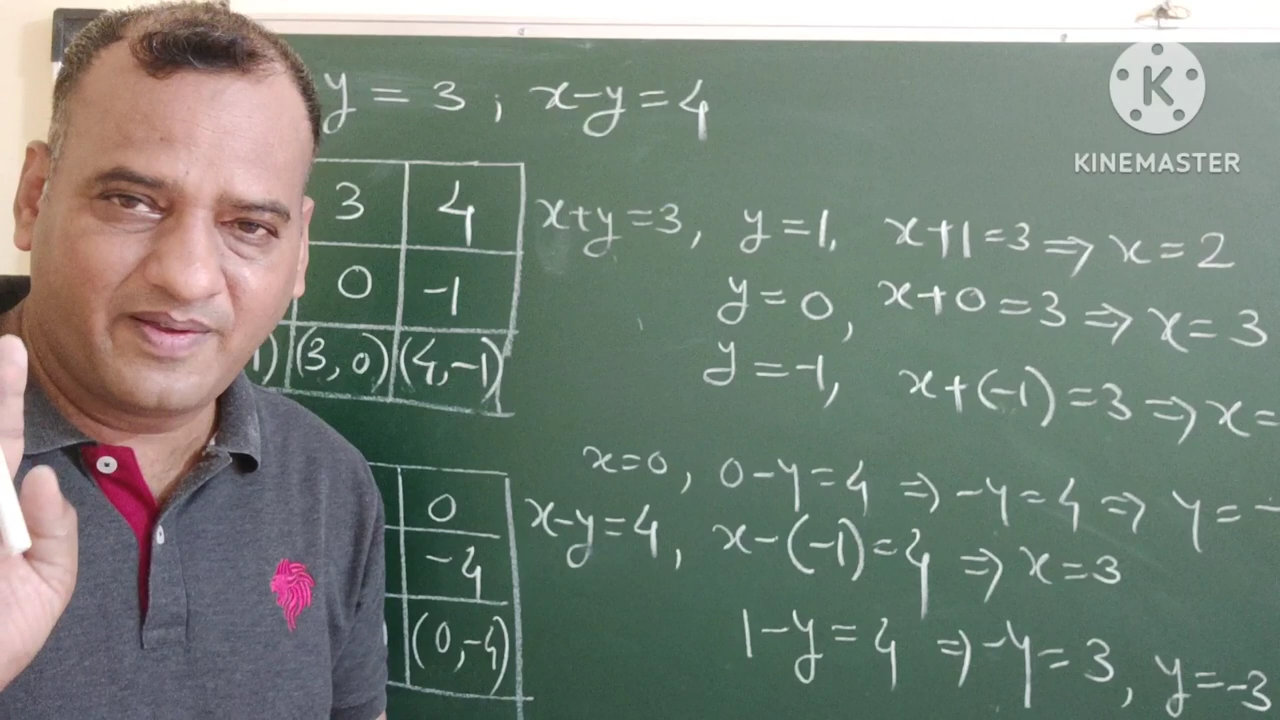 y = 3 ; x-y=4
K
KINEMASTER
3 4
0 -1
1) (3, 0) (4, -1)
x+y=3, y=1, x+1=3 ⇒ x=2
y=0, x+0=3 ⇒ x=3
y=-1, x+(-1)=3 ⇒ x=
0
-4
(0,-4)
x=0, 0-y=4 ⇒ -y=4 ⇒ y=-
x-y=4, x-(-1)=4 ⇒ x=3
1-y=4 ⇒ -y=3, y=-3